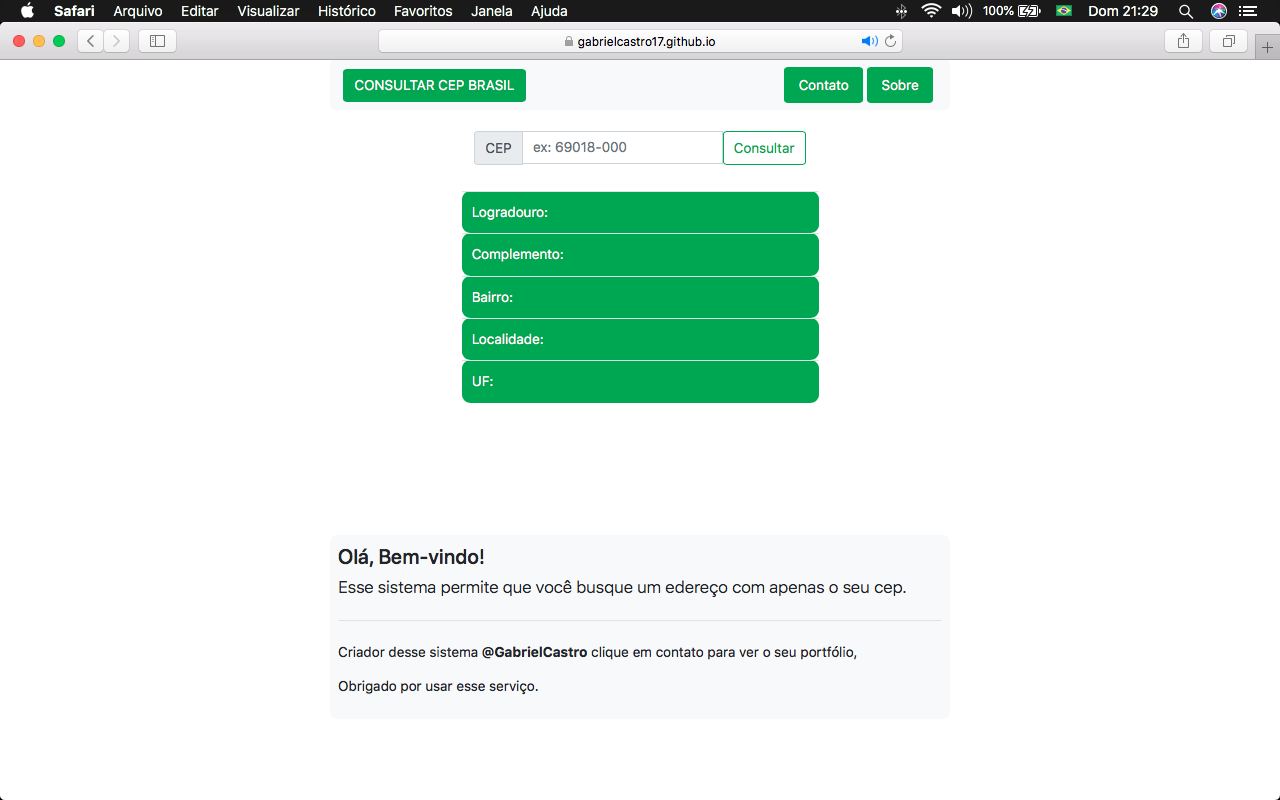 Safari Arquivo Editar Visualizar Histórico Favoritos Janela Ajuda 100% Dom 21:29
gabrielcastro17.github.io
CONSULTAR CEP BRASIL Contato Sobre
CEP ex: 69018-000 Consultar
Logradouro:
Complemento:
Bairro:
Localidade:
UF:
Olá, Bem-vindo!
Esse sistema permite que você busque um edereço com apenas o seu cep.
Criador desse sistema @GabrielCastro clique em contato para ver o seu portfólio,
Obrigado por usar esse serviço.